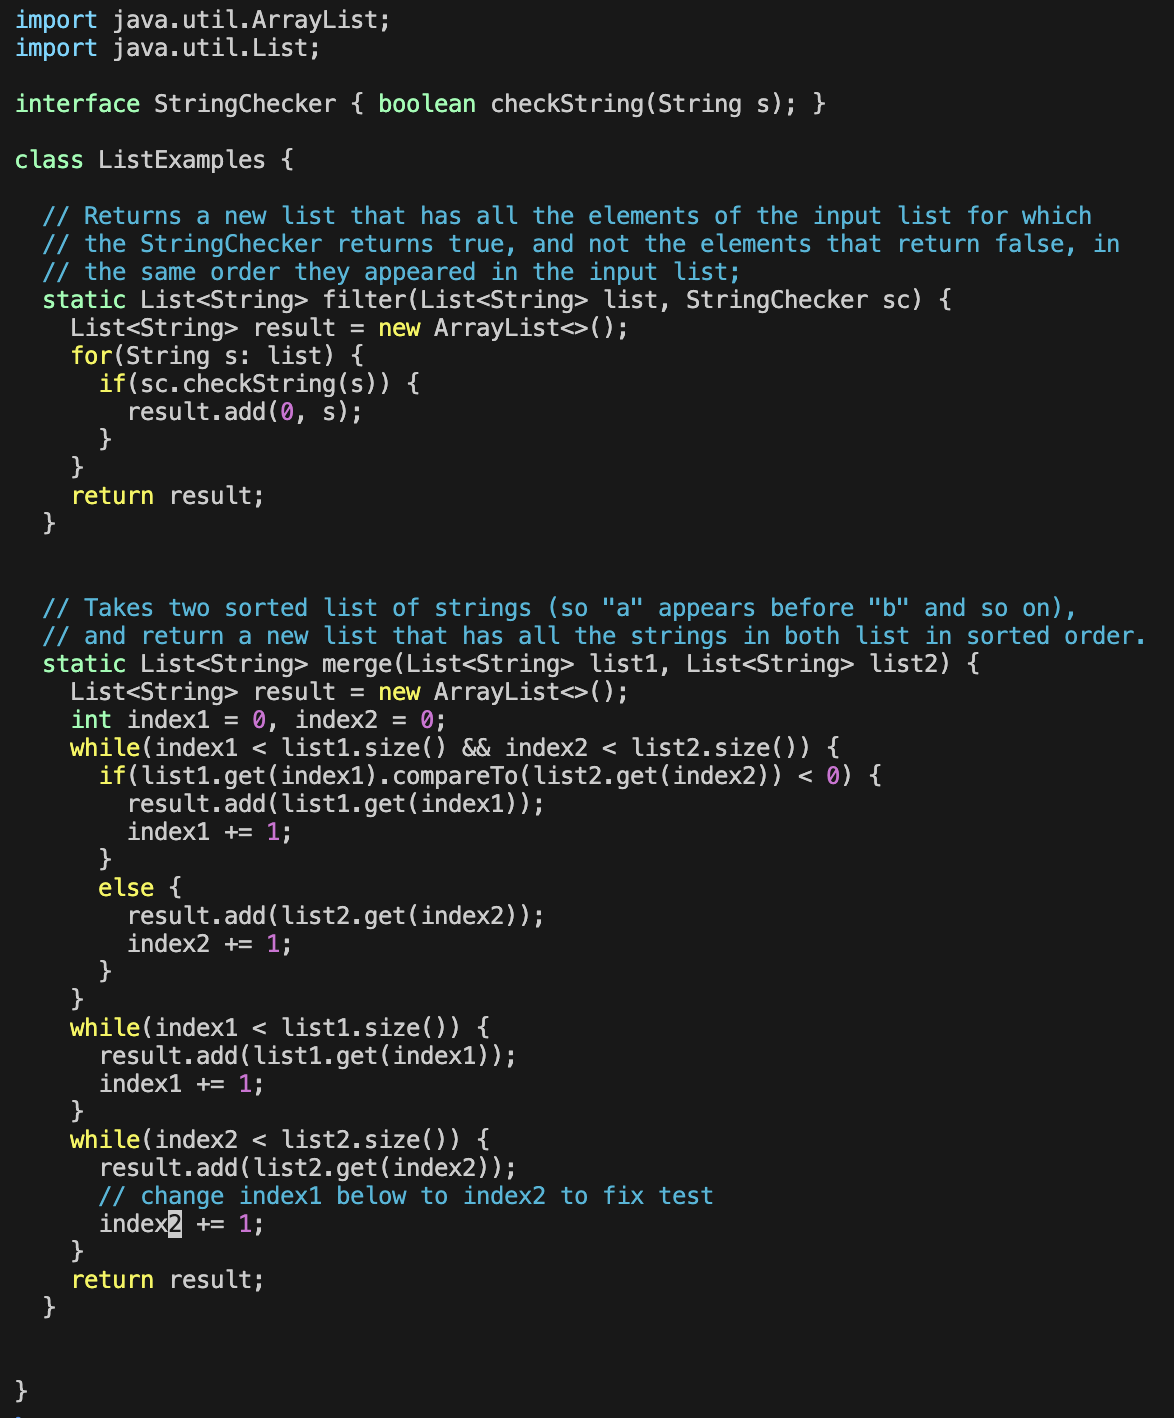 import java.util.ArrayList;
import java.util.List;

interface StringChecker { boolean checkString(String s); }

class ListExamples {

  // Returns a new list that has all the elements of the input list for which
  // the StringChecker returns true, and not the elements that return false, in
  // the same order they appeared in the input list;
  static List<String> filter(List<String> list, StringChecker sc) {
    List<String> result = new ArrayList<>();
    for(String s: list) {
      if(sc.checkString(s)) {
        result.add(0, s);
      }
    }
    return result;
  }


  // Takes two sorted list of strings (so "a" appears before "b" and so on),
  // and return a new list that has all the strings in both list in sorted order.
  static List<String> merge(List<String> list1, List<String> list2) {
    List<String> result = new ArrayList<>();
    int index1 = 0, index2 = 0;
    while(index1 < list1.size() && index2 < list2.size()) {
      if(list1.get(index1).compareTo(list2.get(index2)) < 0) {
        result.add(list1.get(index1));
        index1 += 1;
      }
      else {
        result.add(list2.get(index2));
        index2 += 1;
      }
    }
    while(index1 < list1.size()) {
      result.add(list1.get(index1));
      index1 += 1;
    }
    while(index2 < list2.size()) {
      result.add(list2.get(index2));
      // change index1 below to index2 to fix test
      index2 += 1;
    }
    return result;
  }


}